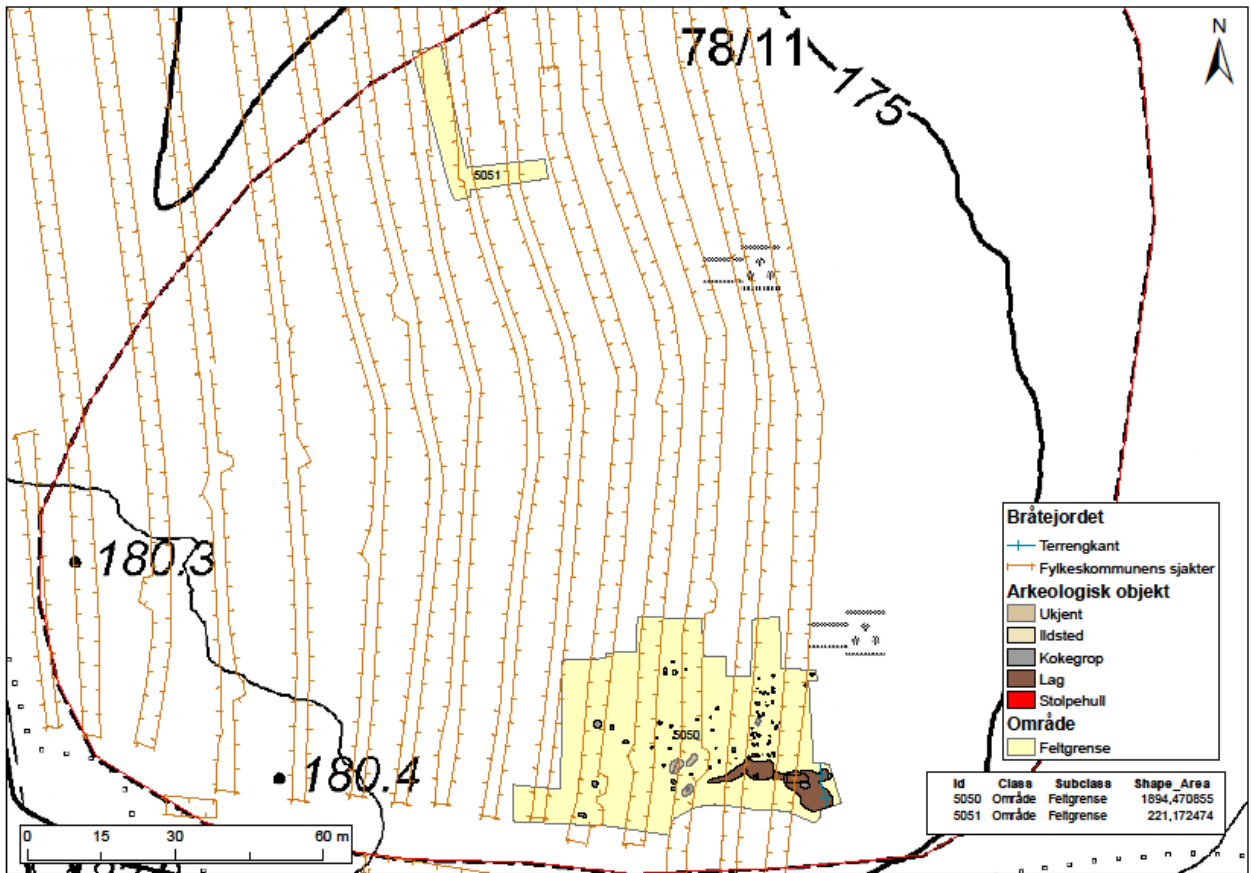 N
78/11
175
5051
180.3
Bråtejordet
Terrengkant
Fylkeskommunens sjakter
Arkeologisk objekt
Ukjent
Ildsted
Kokegrop
Lag
Stolpehull
Område
Feltgrense
5050
180.4
Id Class Subclass Shape_Area
5050 Område Feltgrense 1894,470855
5051 Område Feltgrense 221,172474
0 15 30 60 m